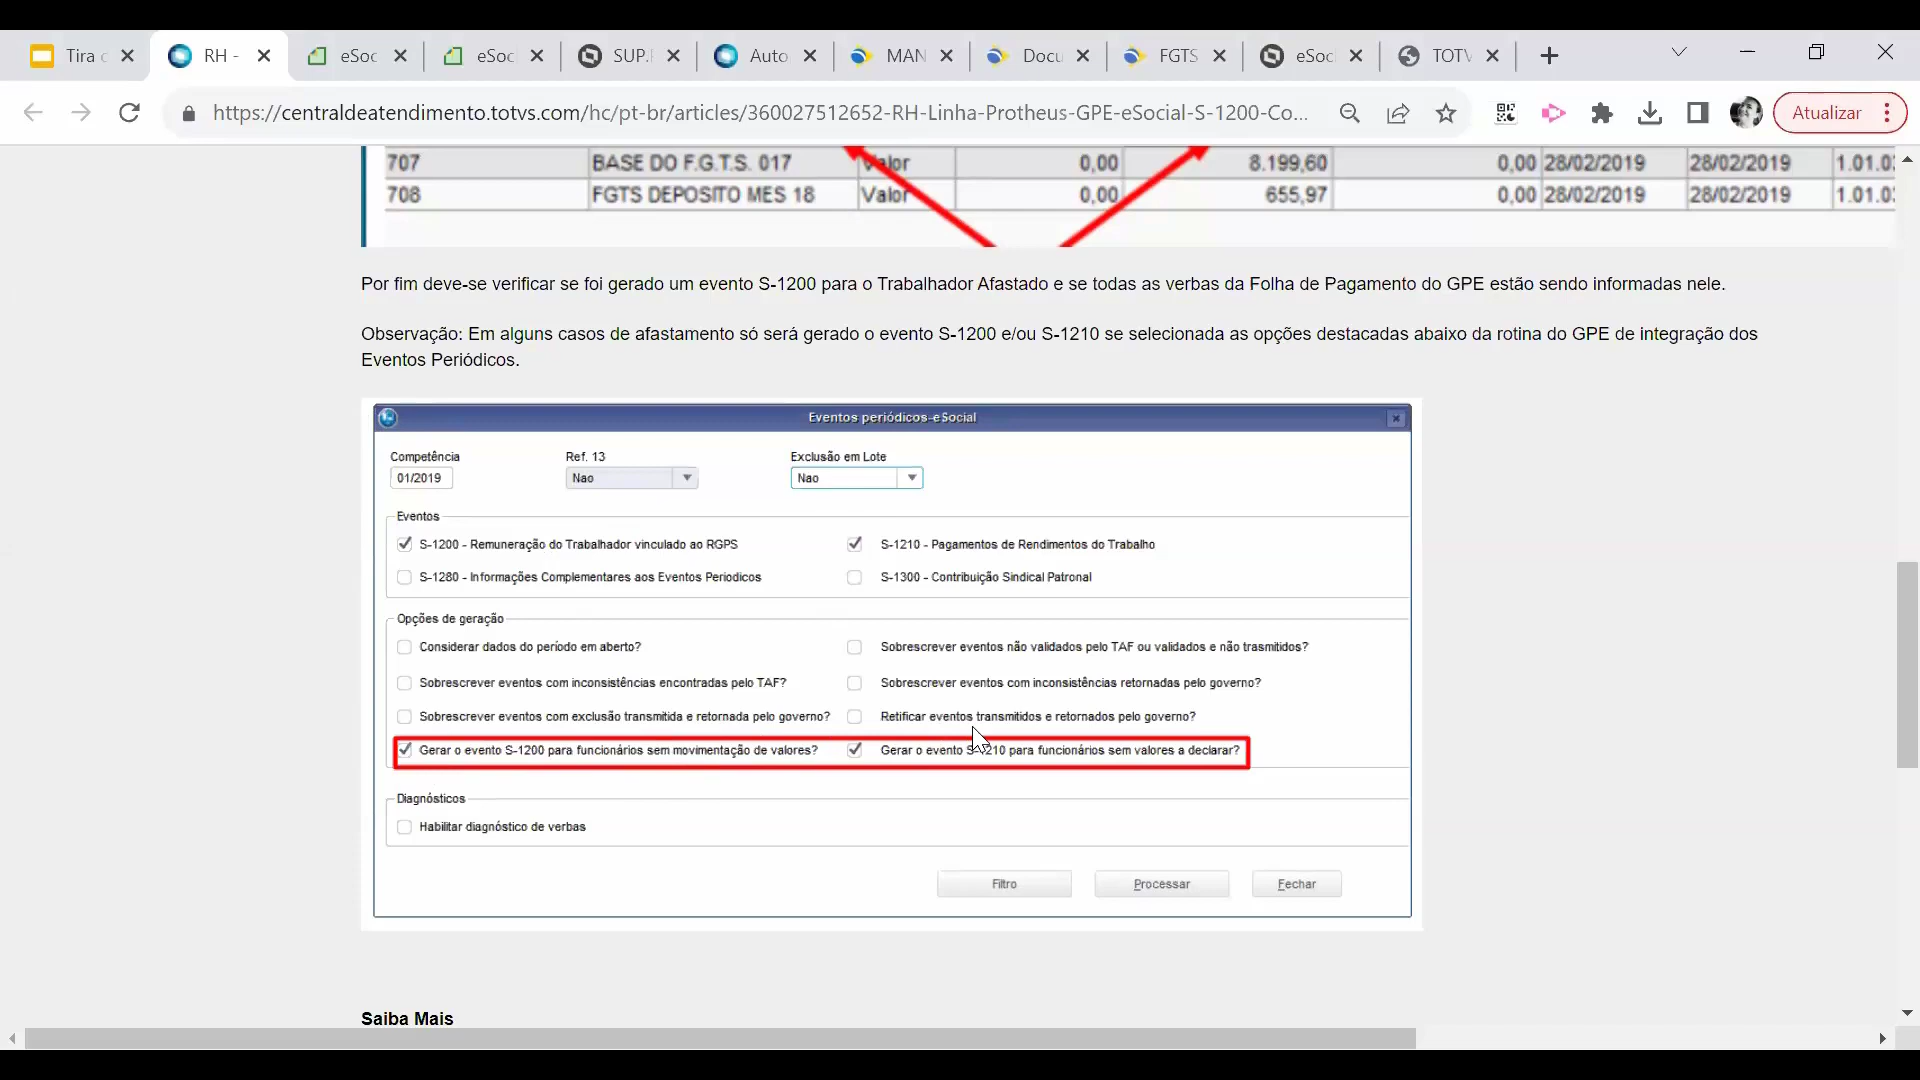 Tira
RH -
eSoc
eSoc
SUP.
Auto
MAN
Docu
FGTS
eSoci
TOTV
https://centraldeatendimento.totvs.com/hc/pt-br/articles/360027512652-RH-Linha-Protheus-GPE-eSocial-S-1200-Co...
Atualizar
707 BASE DO F.G.T.S. 017 Valor 0,00 8.199,60 0,00 28/02/2019 28/02/2019 1.01.03
708 FGTS DEPOSITO MES 18 Valor 0,00 655,97 0,00 28/02/2019 28/02/2019 1.01.03
Por fim deve-se verificar se foi gerado um evento S-1200 para o Trabalhador Afastado e se todas as verbas da Folha de Pagamento do GPE estão sendo informadas nele.
Observação: Em alguns casos de afastamento só será gerado o evento S-1200 e/ou S-1210 se selecionada as opções destacadas abaixo da rotina do GPE de integração dos
Eventos Periódicos.
Eventos periódicos-eSocial
Competência Ref. 13 Exclusão em Lote
01/2019 Nao Nao
Eventos
S-1200 - Remuneração do Trabalhador vinculado ao RGPS S-1210 - Pagamentos de Rendimentos do Trabalho
S-1280 - Informações Complementares aos Eventos Periodicos S-1300 - Contribuição Sindical Patronal
Opções de geração
Considerar dados do período em aberto? Sobrescrever eventos não validados pelo TAF ou validados e não trasmitidos?
Sobrescrever eventos com inconsistências encontradas pelo TAF? Sobrescrever eventos com inconsistências retornadas pelo governo?
Sobrescrever eventos com exclusão transmitida e retornada pelo governo? Retificar eventos transmitidos e retornados pelo governo?
Gerar o evento S-1200 para funcionários sem movimentação de valores? Gerar o evento S-1210 para funcionários sem valores a declarar?
Diagnósticos
Habilitar diagnóstico de verbas
Filtro Processar Fechar
Saiba Mais